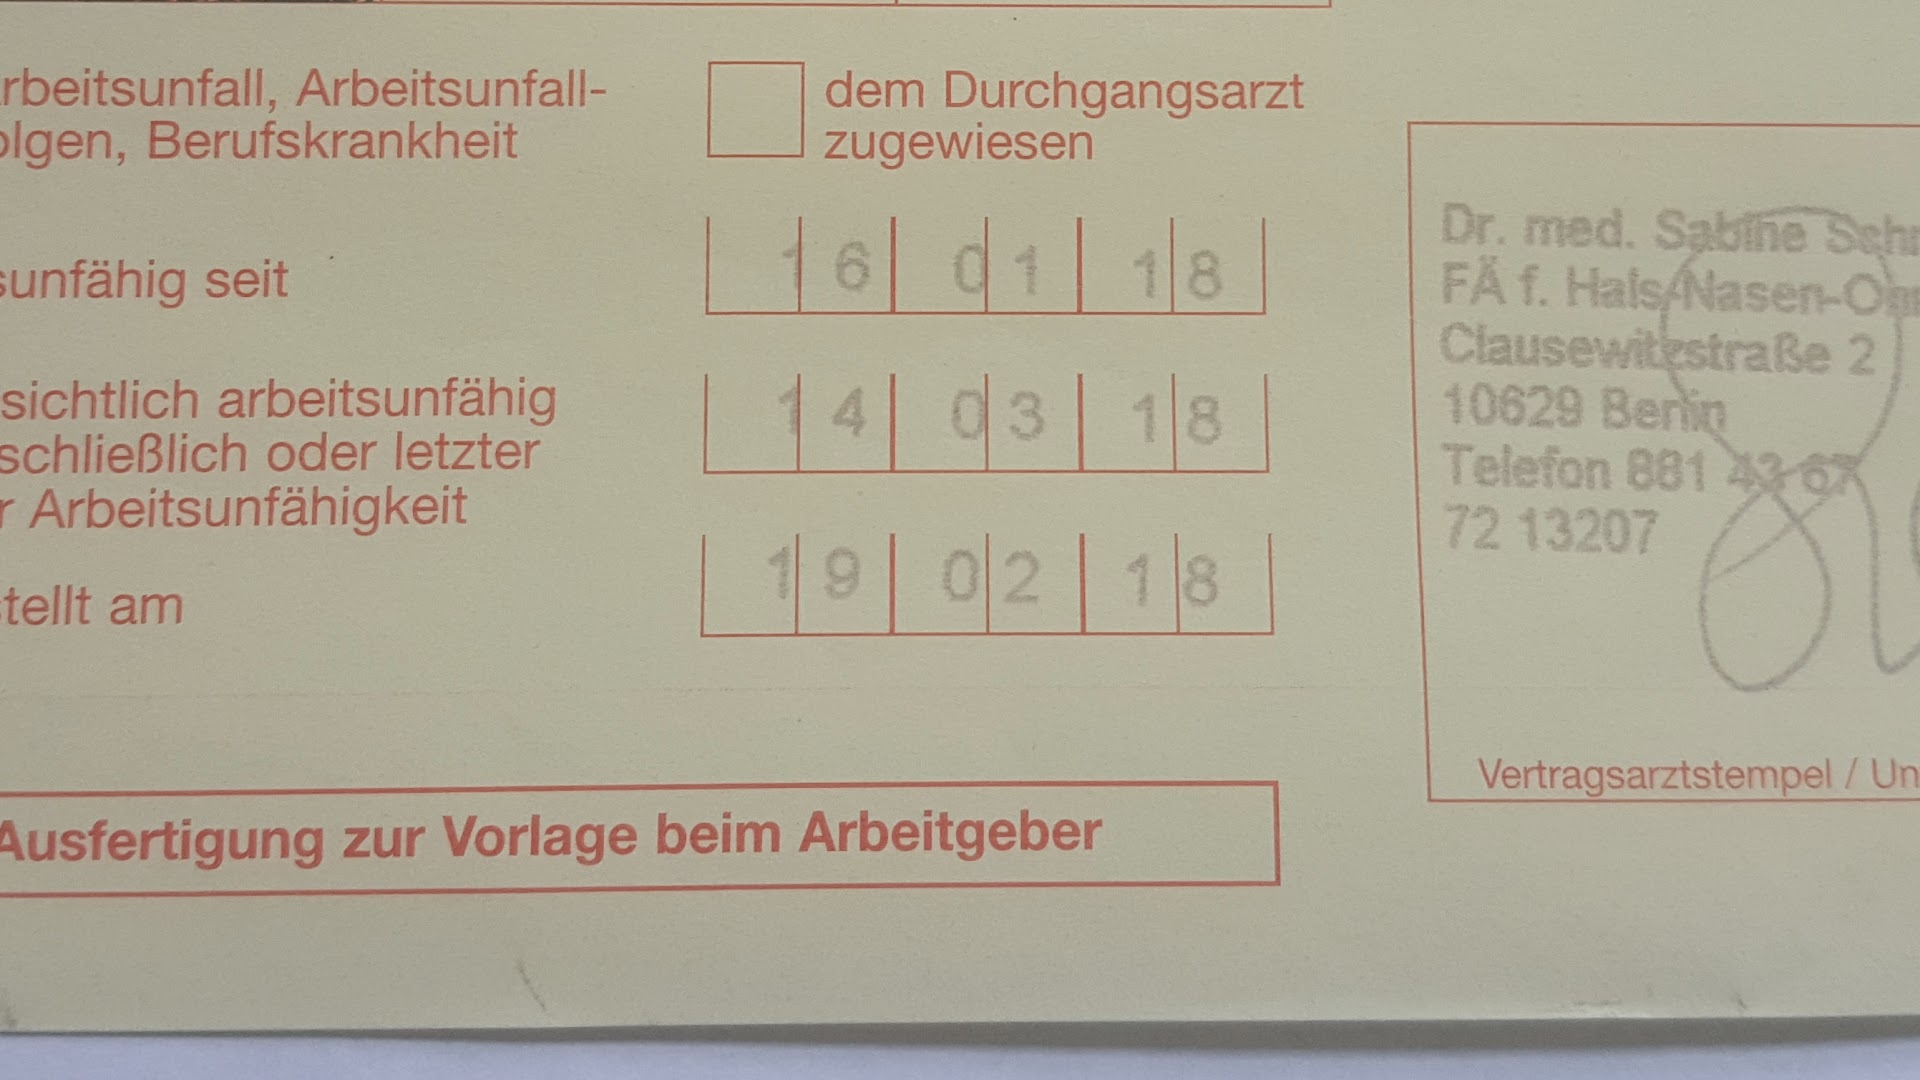 rbeitsunfall, Arbeitsunfall-
olgen, Berufskrankheit
dem Durchgangsarzt
zugewiesen
sunfähig seit
16 01 18
sichtlich arbeitsunfähig
schließlich oder letzter
r Arbeitsunfähigkeit
14 03 18
tellt am
19 02 18
Dr. med. Sabine Sch
FÄ f. Hals/Nasen-Oh
Clausewitzstraße 2
10629 Berlin
Telefon 881 43 67
72 13207
Vertragsarztstempel / Un
Ausfertigung zur Vorlage beim Arbeitgeber